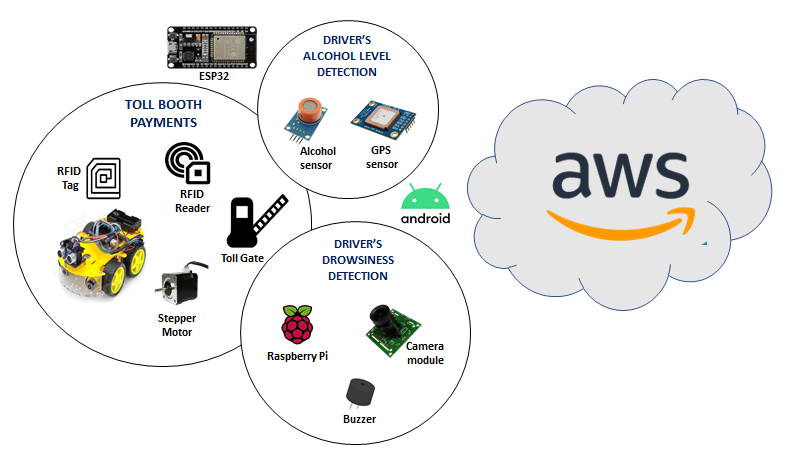 ESP32
DRIVER'S
ALCOHOL LEVEL
DETECTION
Alcohol
sensor
GPS
sensor
TOLL BOOTH
PAYMENTS
RFID
Tag
RFID
Reader
Toll Gate
Stepper
Motor
android
DRIVER'S
DROWSINESS
DETECTION
Raspberry Pi
Camera
module
Buzzer
aws